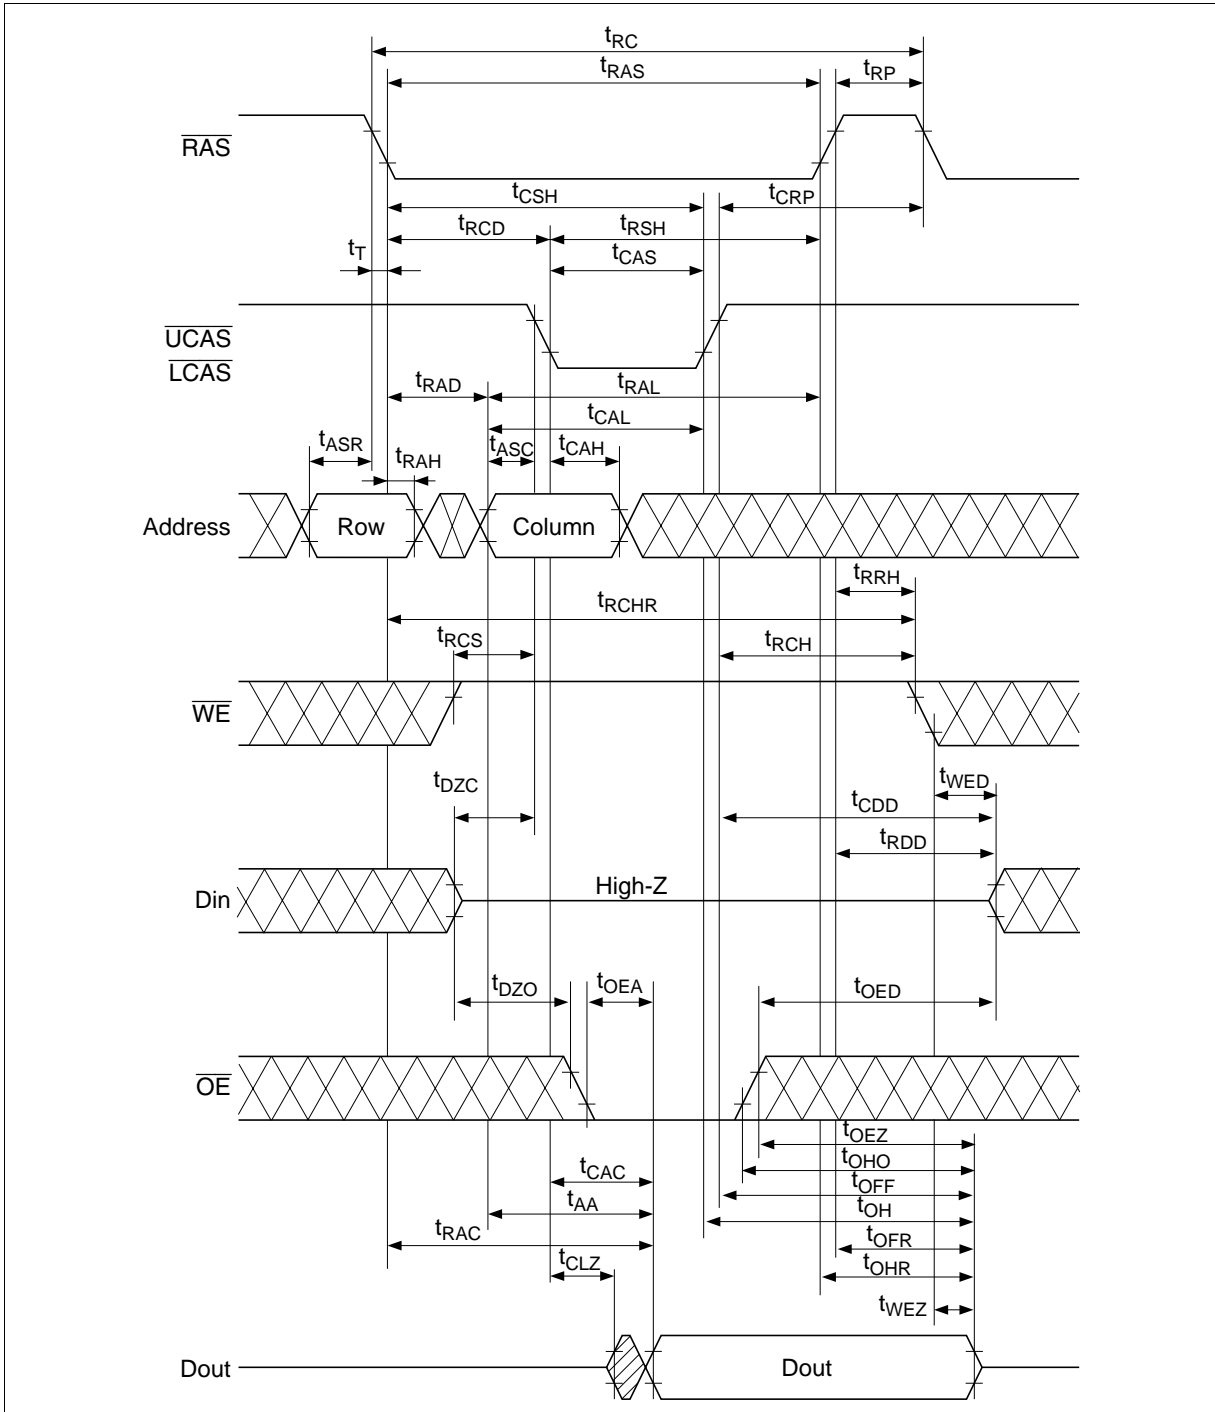 tRC
tRAS
tRP
RAS
tCSH
tCRP
tRCD
tRSH
tT
tCAS
UCAS
LCAS
tRAD
tRAL
tCAL
tASR
tASC
tCAH
tRAH
Address
Row
Column
tRRH
tRCHR
tRCS
tRCH
WE
tDZC
tWED
tCDD
tRDD
Din
High-Z
tDZO
tOEA
tOED
OE
tOEZ
tOHO
tCAC
tOFF
tAA
tOH
tRAC
tOFR
tCLZ
tOHR
tWEZ
Dout
Dout